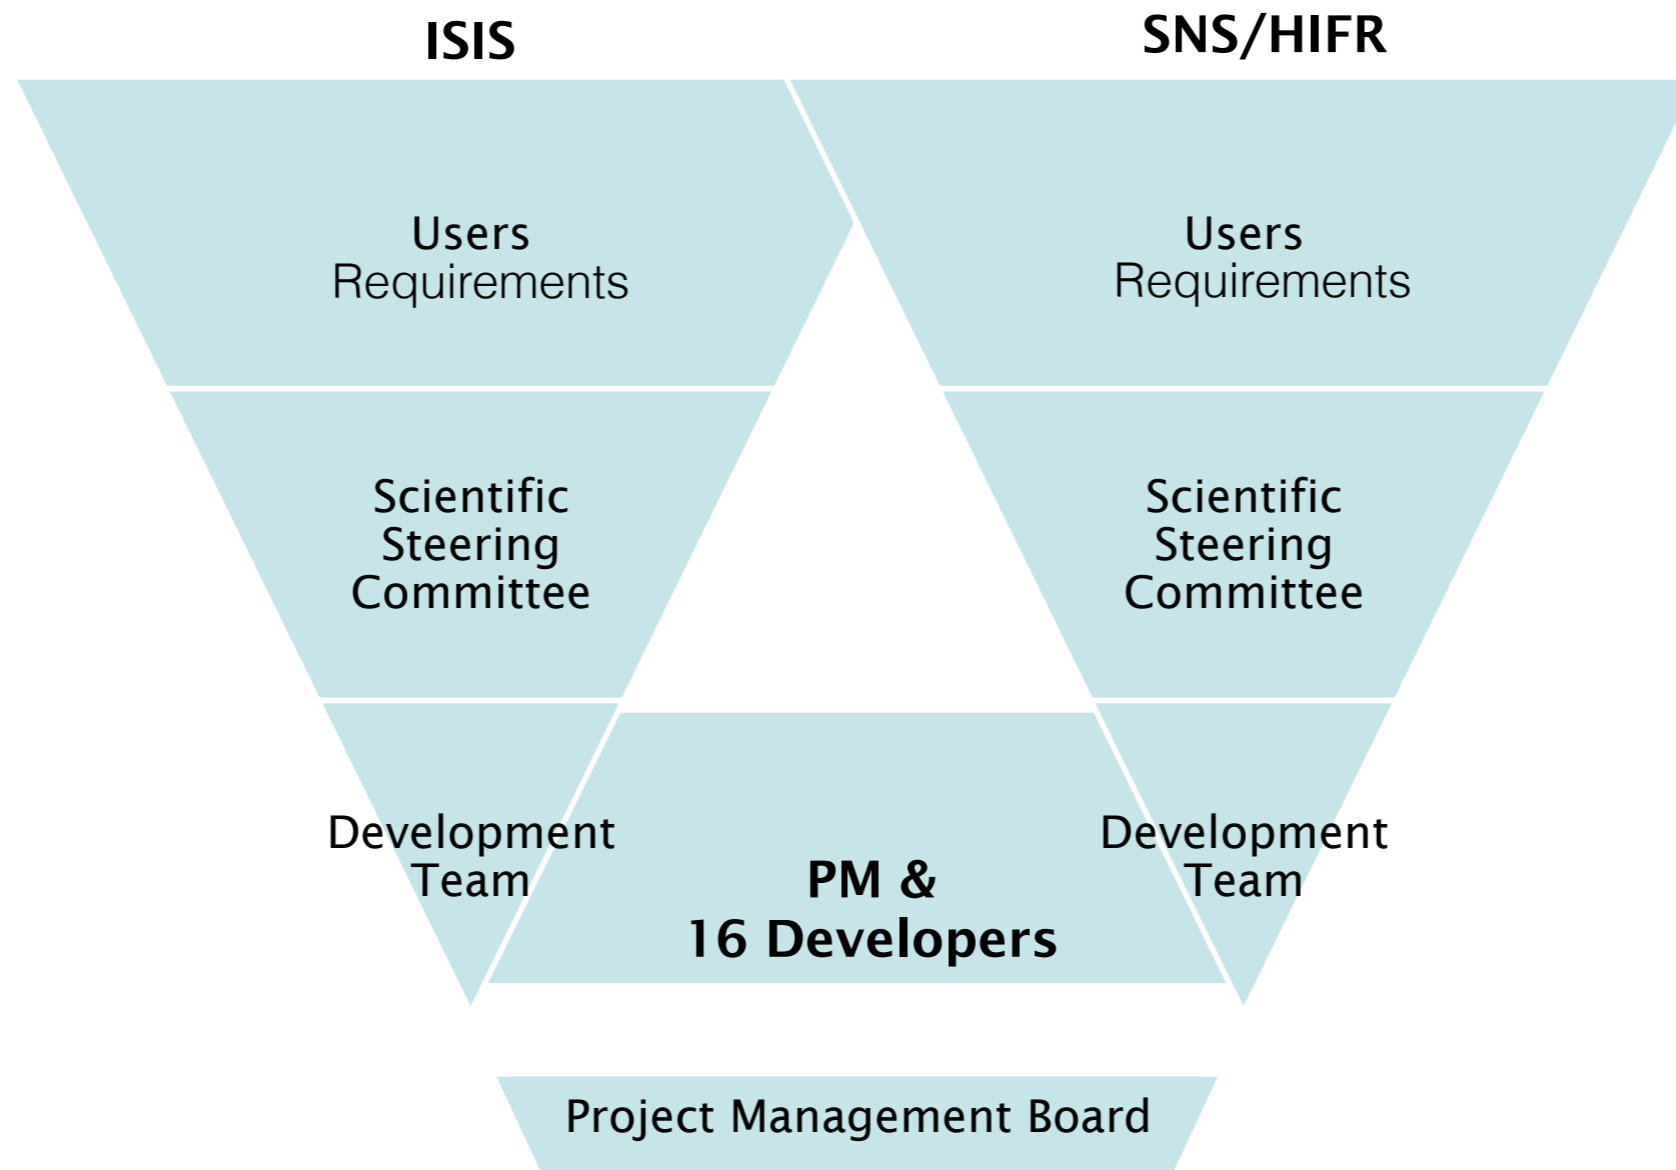 ISIS
SNS/HIFR
Users
Requirements
Users
Requirements
Scientific
Steering
Committee
Scientific
Steering
Committee
Development
Team
Development
Team
PM &
16 Developers
Project Management Board